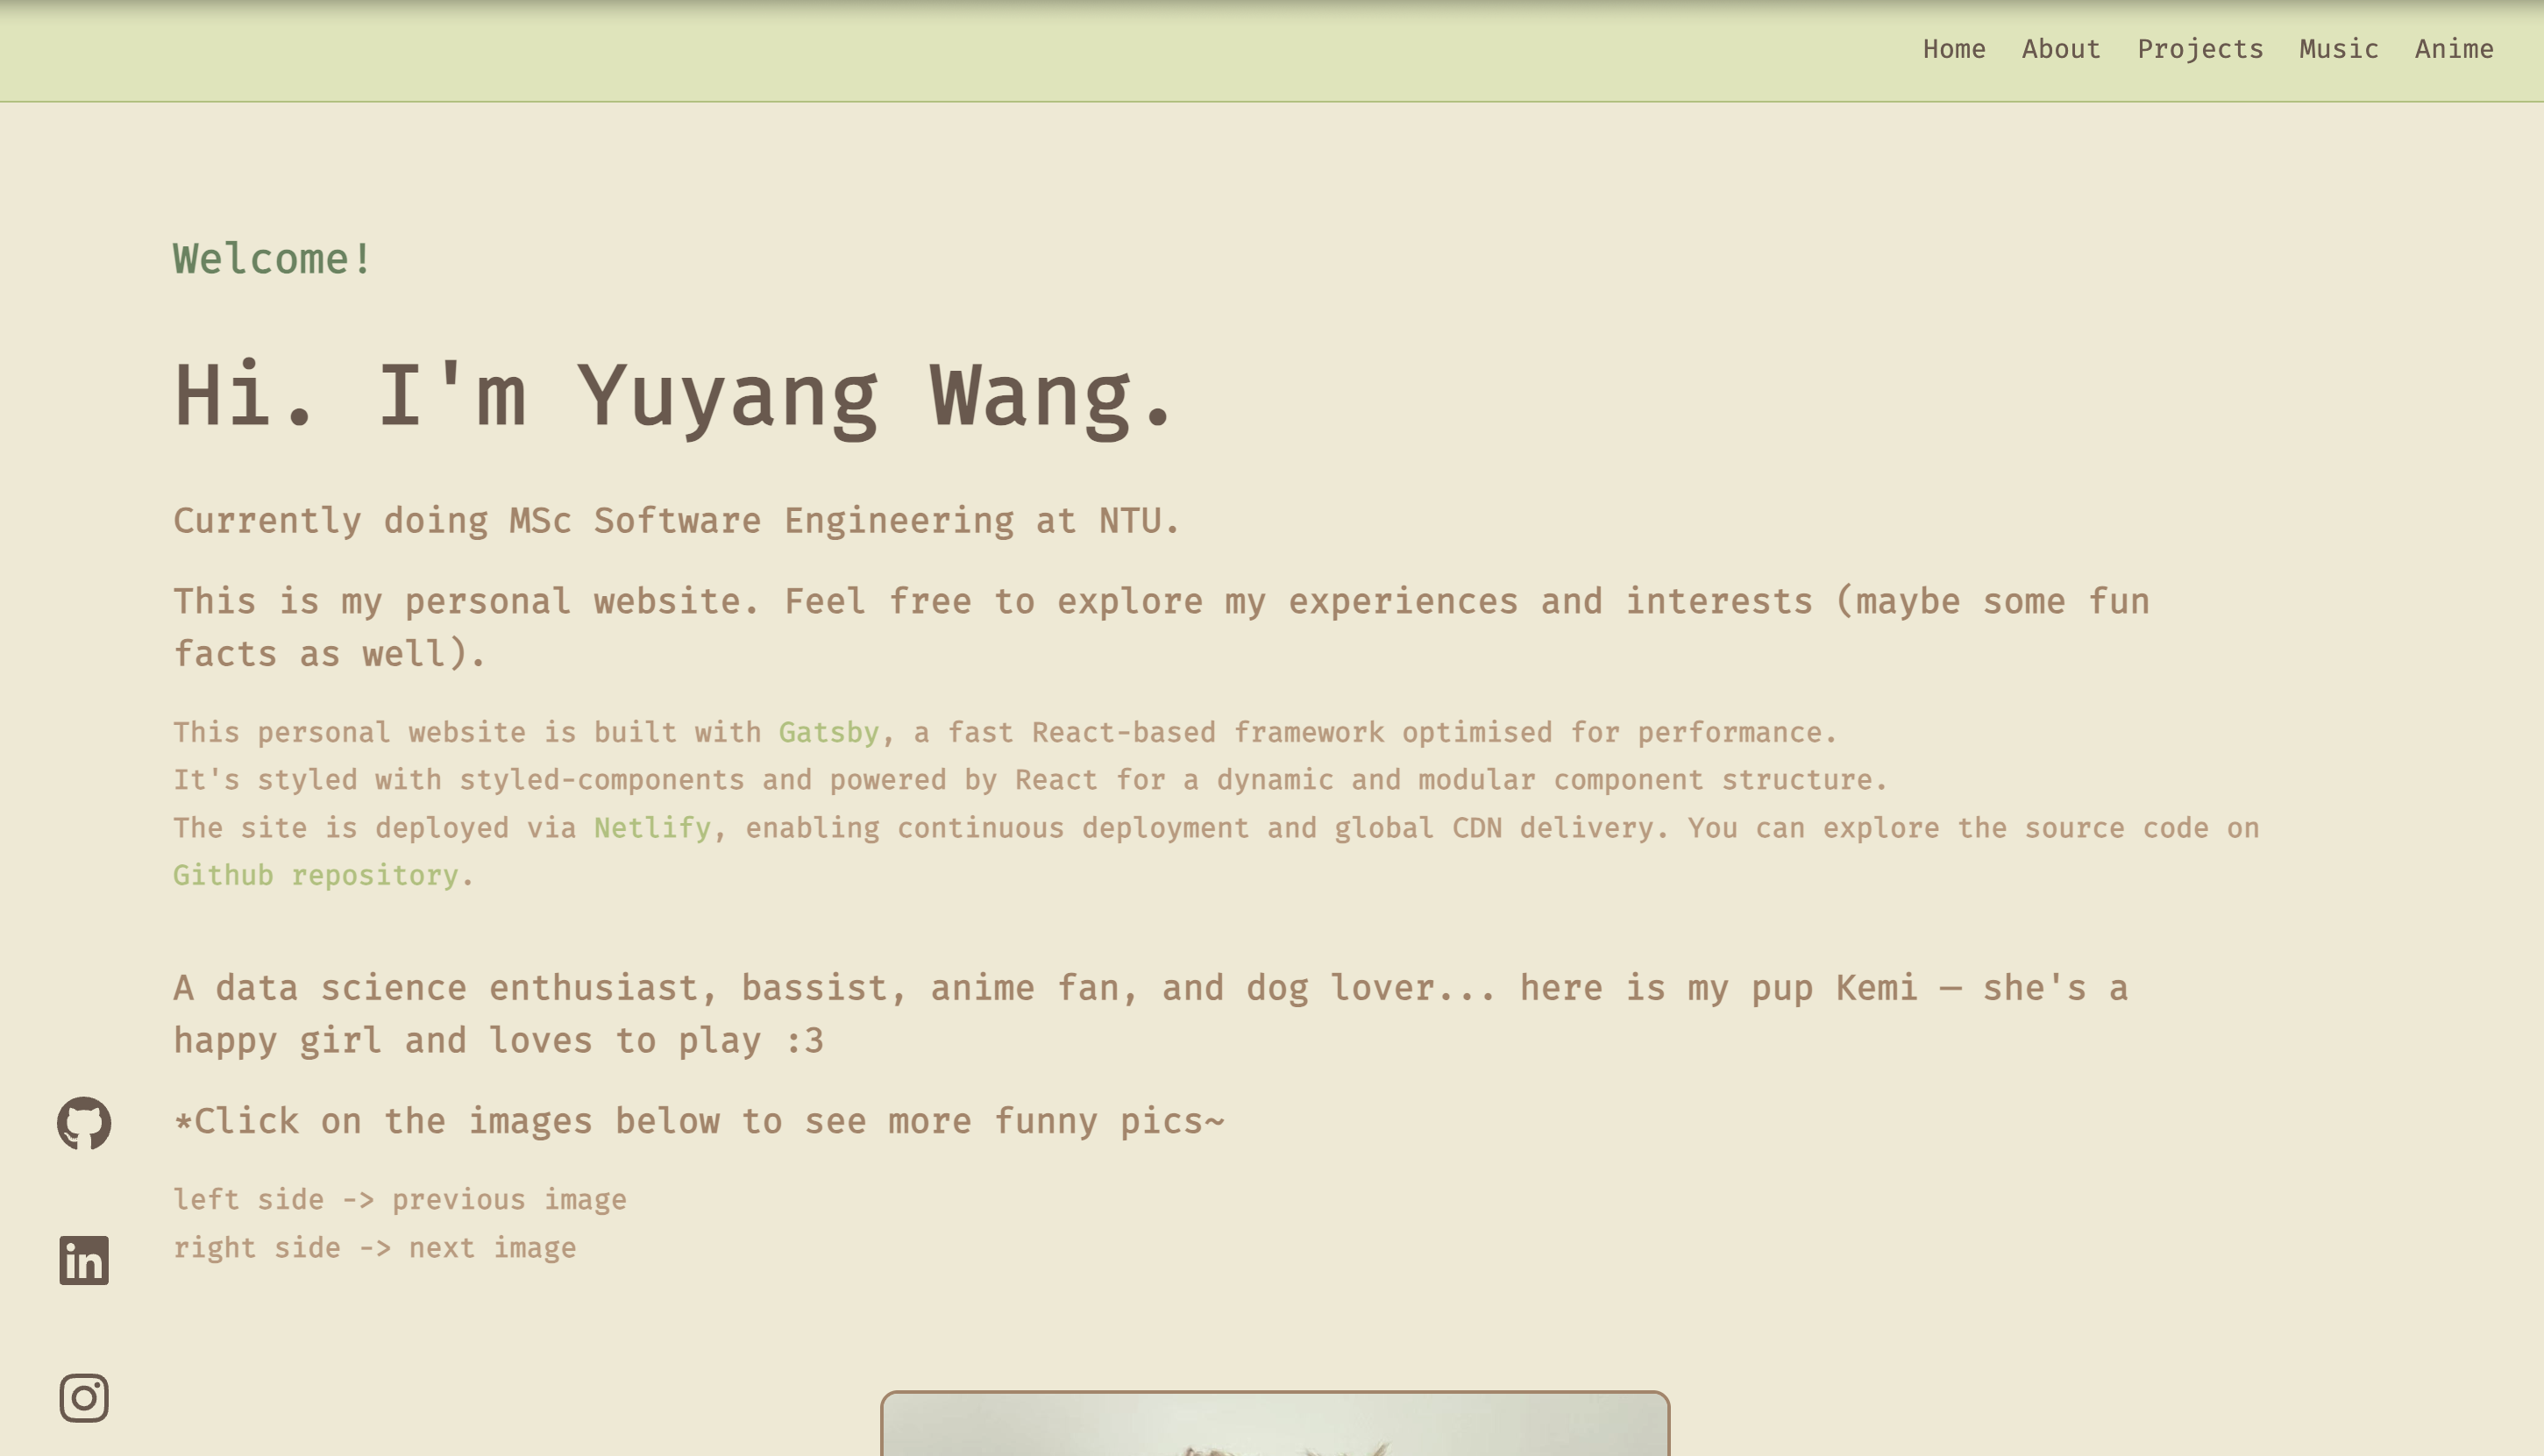 Home About Projects Music Anime
Welcome!
Hi. I'm Yuyang Wang.
Currently doing MSc Software Engineering at NTU.
This is my personal website. Feel free to explore my experiences and interests (maybe some fun
facts as well).
This personal website is built with Gatsby, a fast React-based framework optimised for performance.
It's styled with styled-components and powered by React for a dynamic and modular component structure.
The site is deployed via Netlify, enabling continuous deployment and global CDN delivery. You can explore the source code on
Github repository.
A data science enthusiast, bassist, anime fan, and dog lover... here is my pup Kemi — she's a
happy girl and loves to play :3
*Click on the images below to see more funny pics~
left side -> previous image
right side -> next image
in